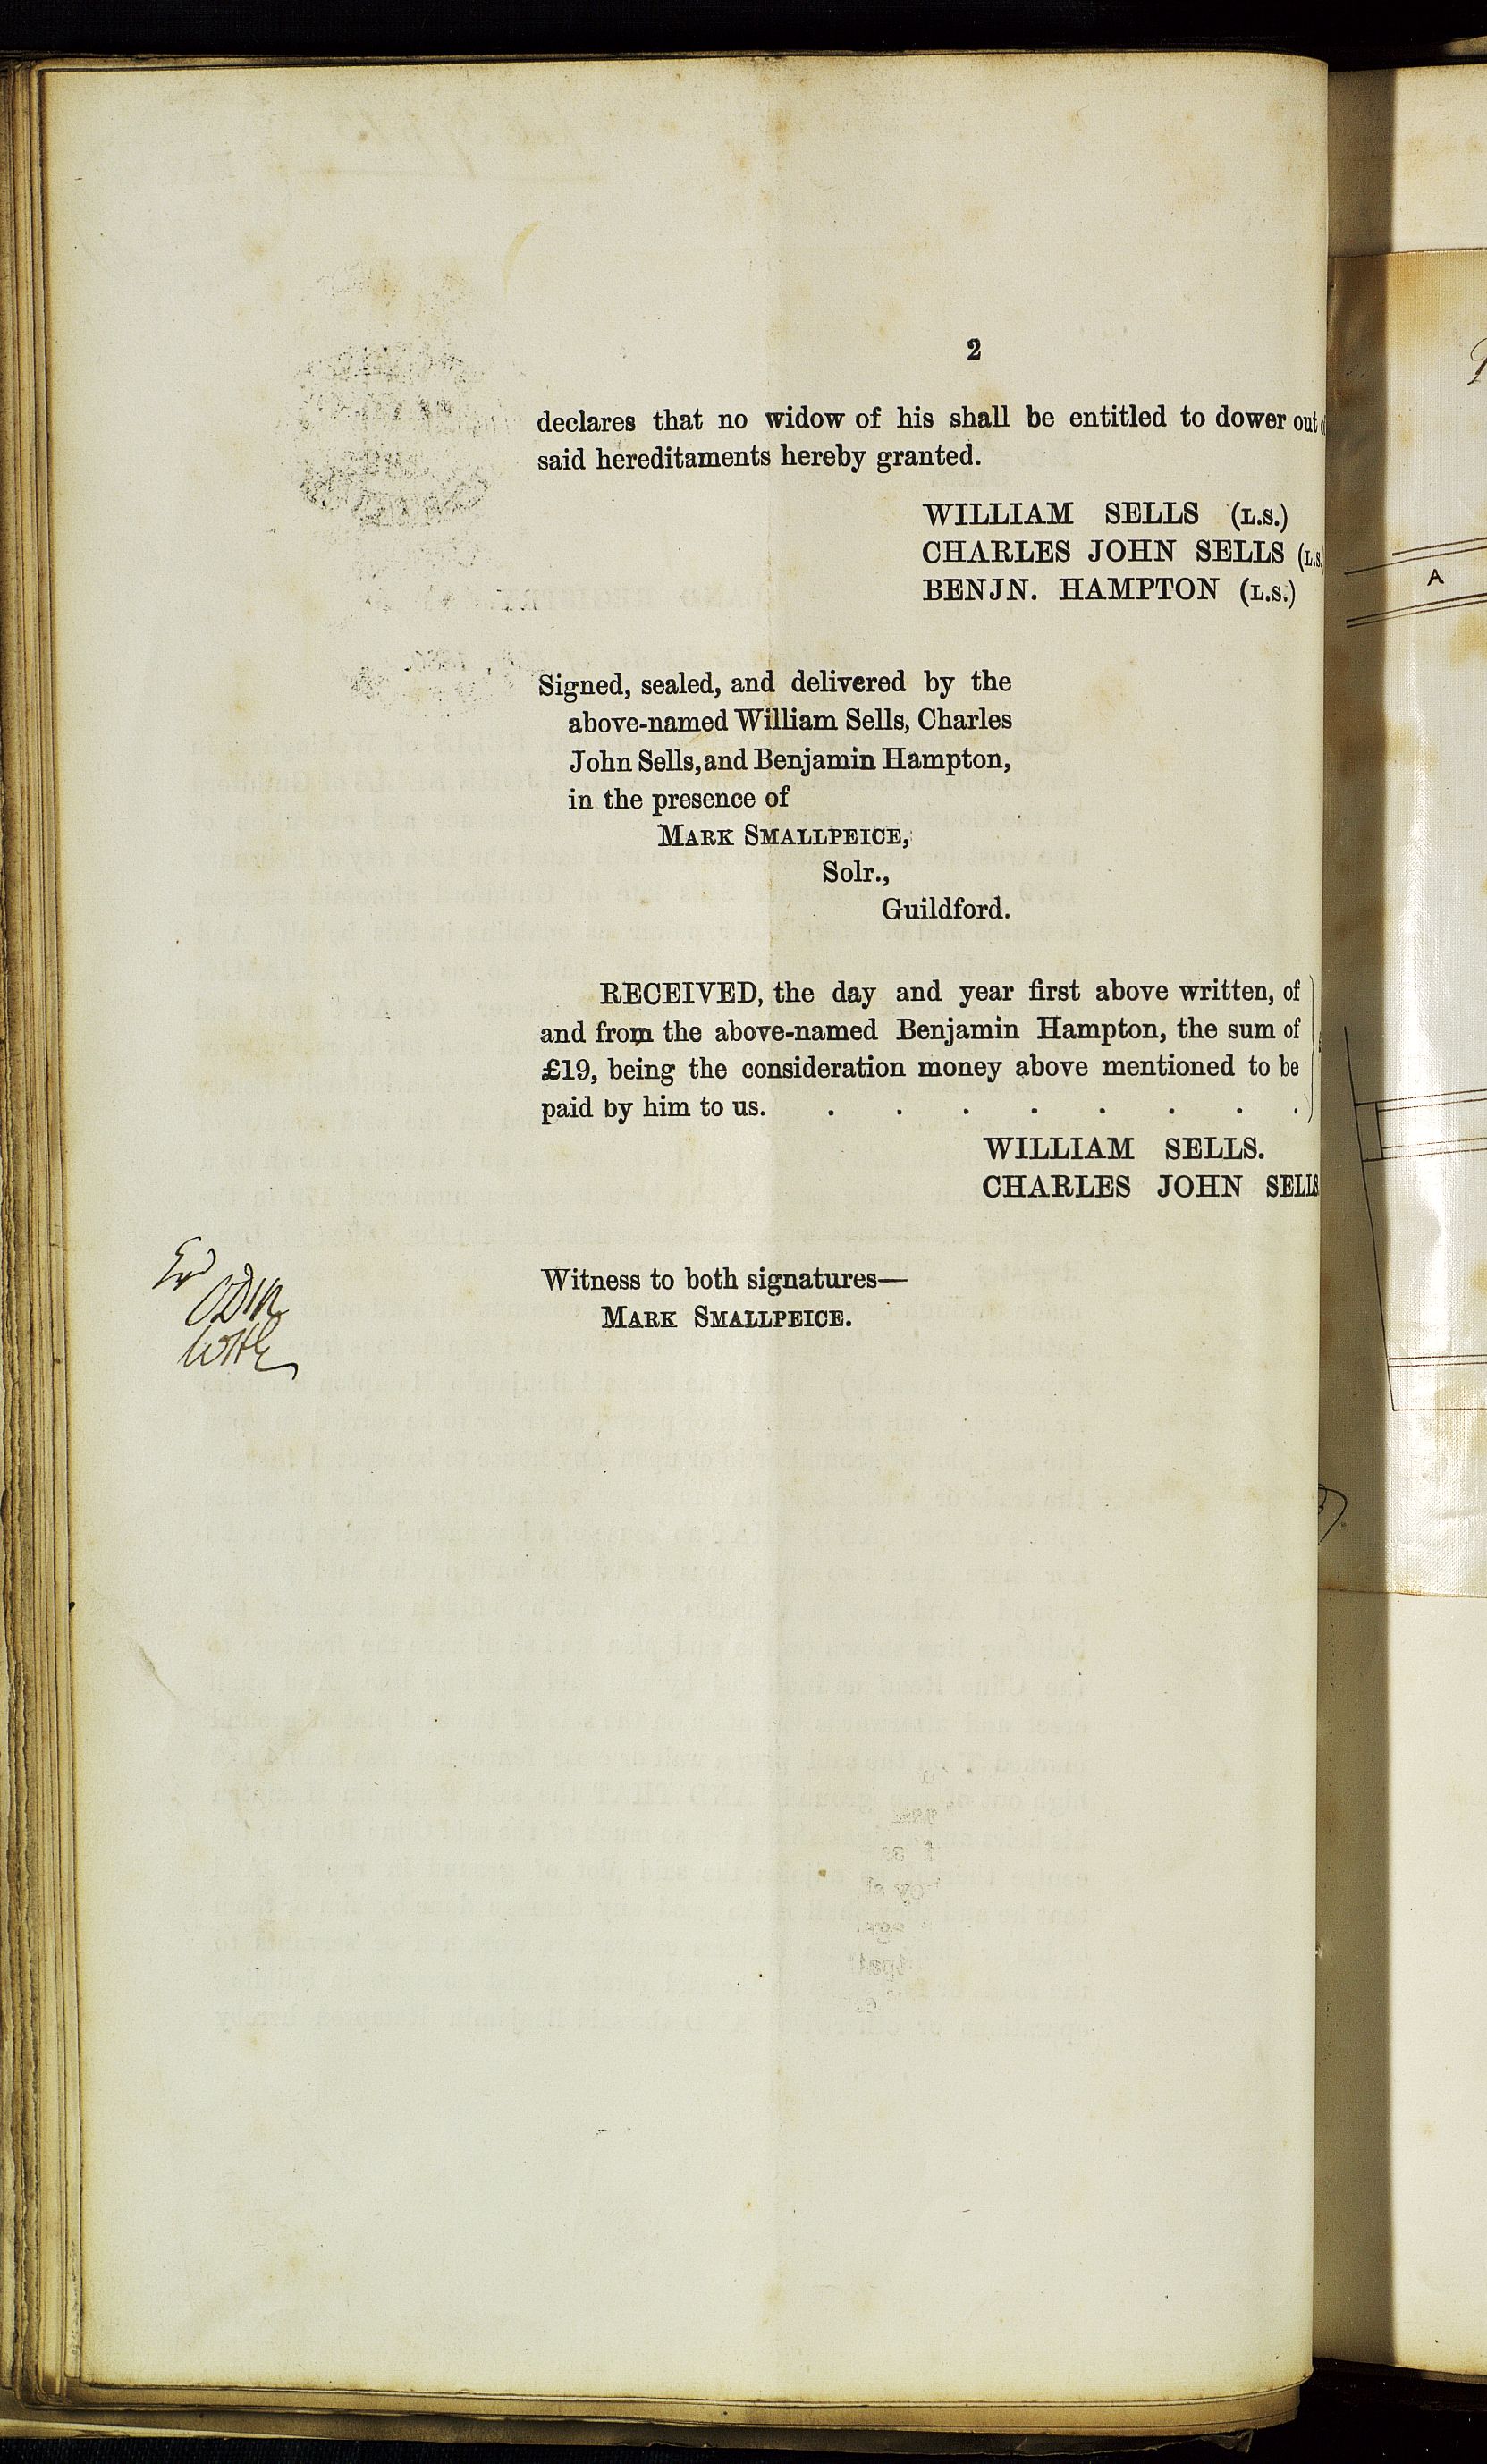 2
declares that no widow of his shall be entitled to dower out
said hereditaments hereby granted.
WILLIAM SELLS (L.S.)
CHARLES JOHN SELLS (L.S.
BENJN. HAMPTON (L.S.)
Signed, sealed, and delivered by the
above-named William Sells, Charles
John Sells, and Benjamin Hampton,
in the presence of
MARK SMALLPEICE,
Solr.,
Guildford.
RECEIVED, the day and year first above written, of
and from the above-named Benjamin Hampton, the sum of
£19, being the consideration money above mentioned to be
paid by him to us. . . . . . . . .
WILLIAM SELLS.
CHARLES JOHN SELLS
Witness to both signatures—
MARK SMALLPEICE.
A